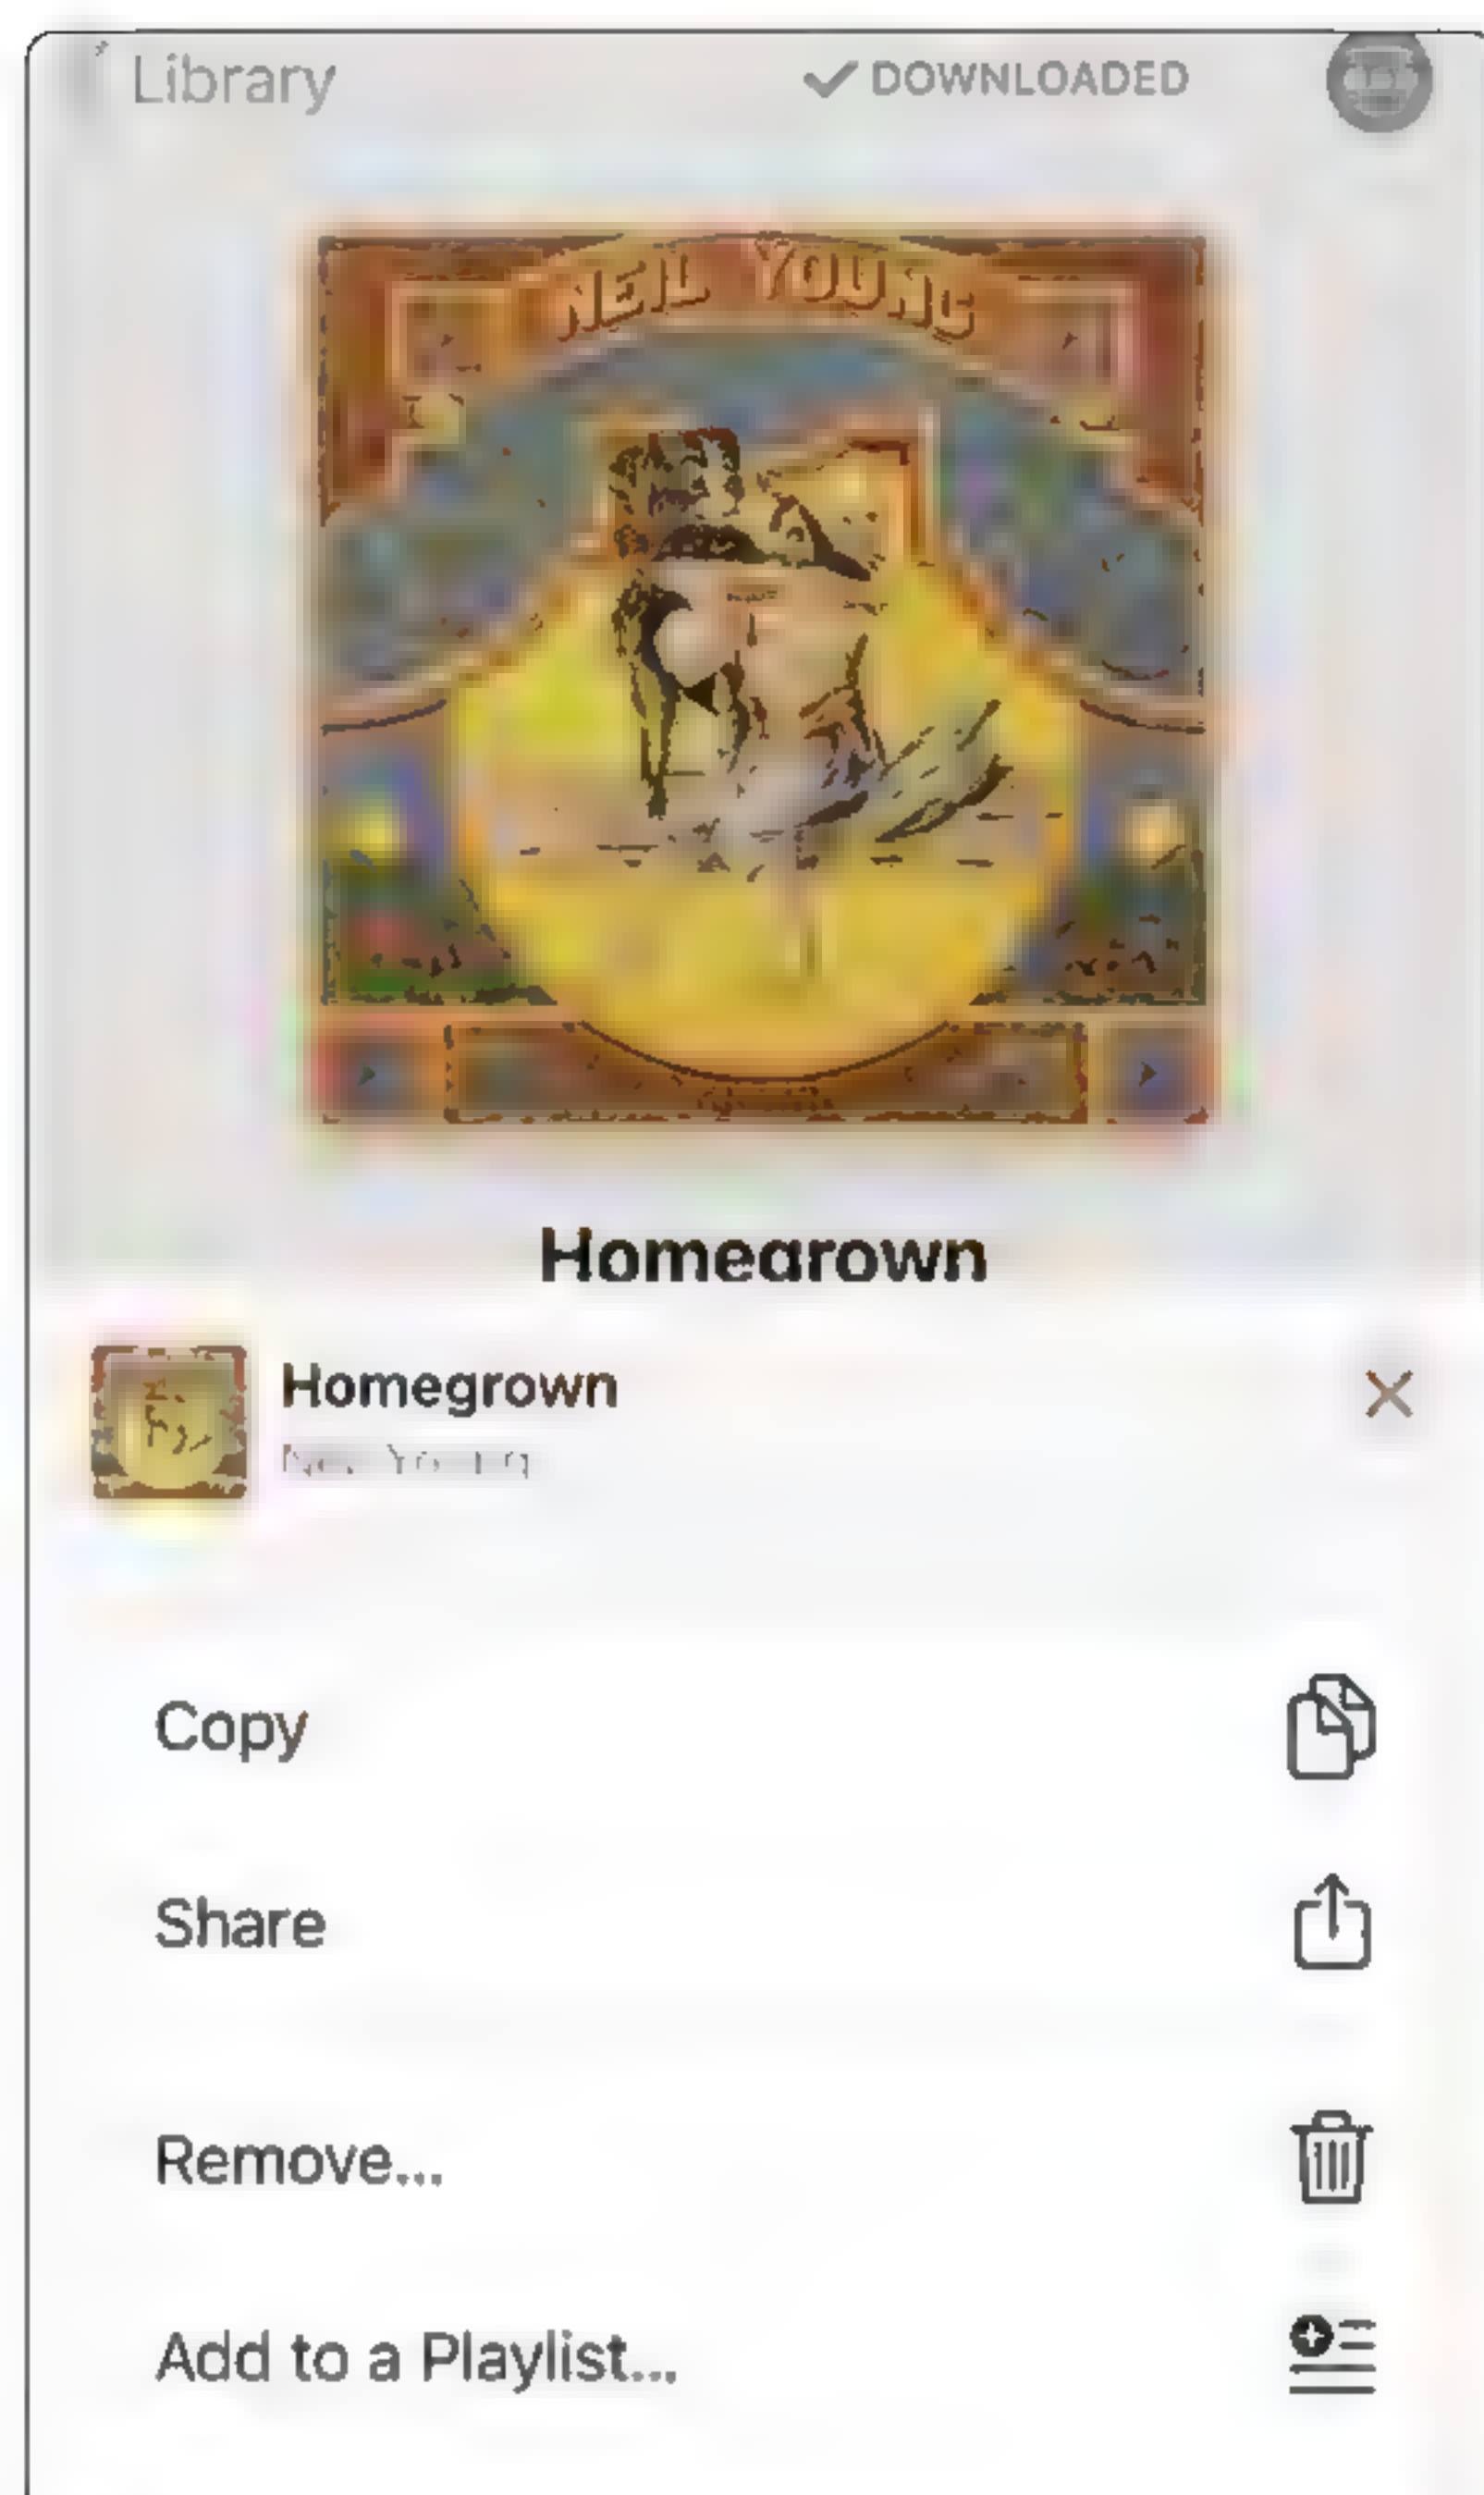 Library
DOWNLOADED
NEIL YOUNG
Homegrown
Homegrown
Copy
Share
Remove...
Add to a Playlist...